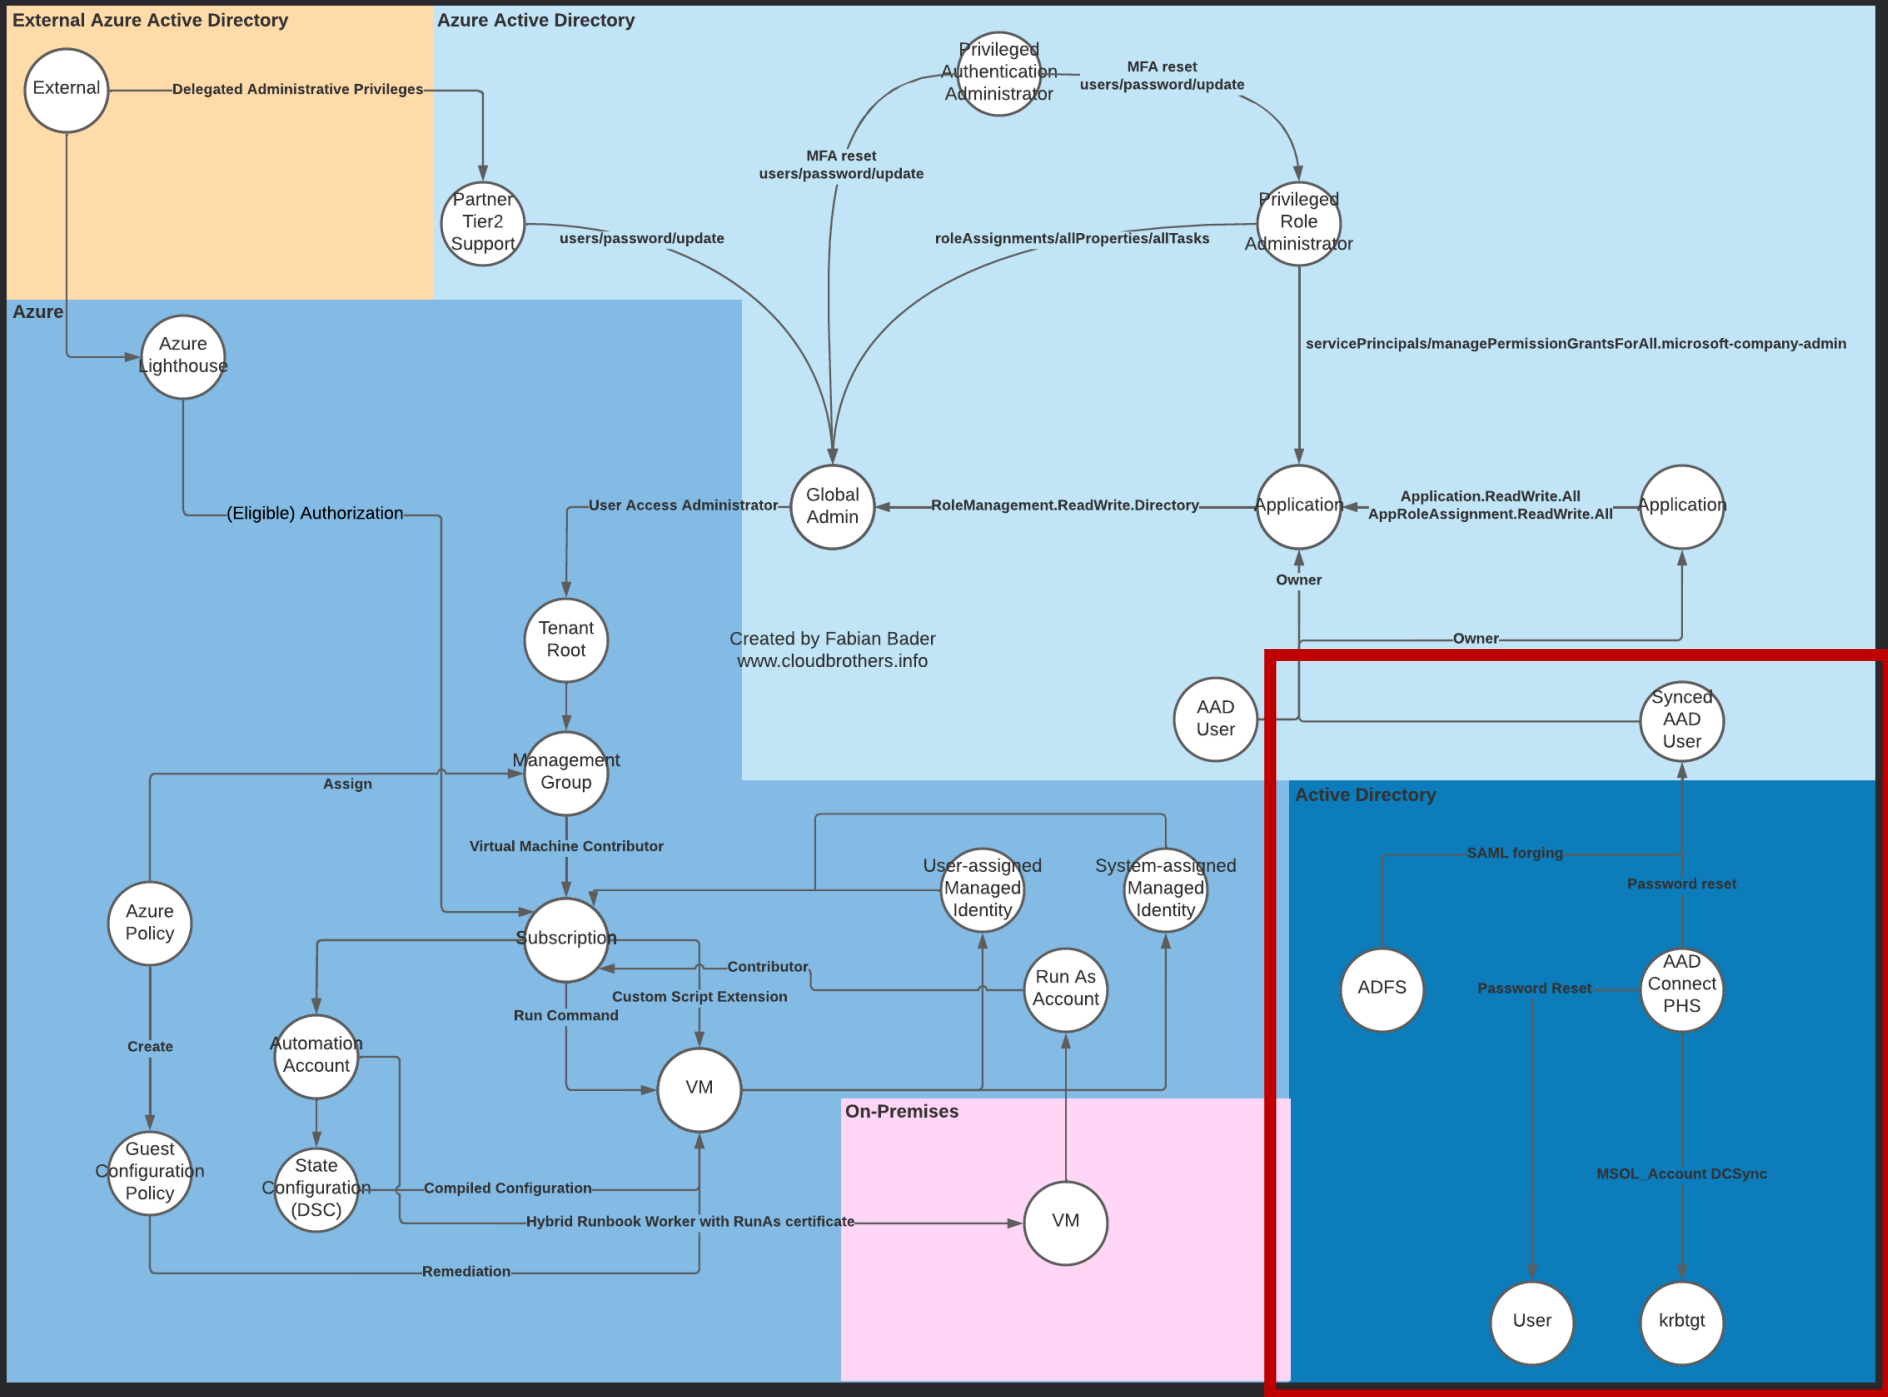 External Azure Active Directory
Azure Active Directory
External
Delegated Administrative Privileges
Privileged
Authentication
Administrator
MFA reset
users/password/update
MFA reset
users/password/update
Partner
Tier2
Support
users/password/update
roleAssignments/allProperties/allTasks
Privileged
Role
Administrator
Azure
Azure
Lighthouse
servicePrincipals/managePermissionGrantsForAll.microsoft-company-admin
(Eligible) Authorization
User Access Administrator
Global
Admin
RoleManagement.ReadWrite.Directory
Application
Application.ReadWrite.All
AppRoleAssignment.ReadWrite.All
Application
Owner
Owner
Tenant
Root
Created by Fabian Bader
www.cloudbrothers.info
AAD
User
Synced
AAD
User
Management
Group
Assign
Active Directory
Virtual Machine Contributor
SAML forging
Password reset
User-assigned
Managed
Identity
System-assigned
Managed
Identity
Azure
Policy
Subscription
Contributor
Run As
Account
Custom Script Extension
Run Command
ADFS
Password Reset
AAD
Connect
PHS
Create
Automation
Account
VM
On-Premises
Guest
Configuration
Policy
State
Configuration
(DSC)
Compiled Configuration
MSOL_Account DCSync
Hybrid Runbook Worker with RunAs certificate
VM
Remediation
User
krbtgt